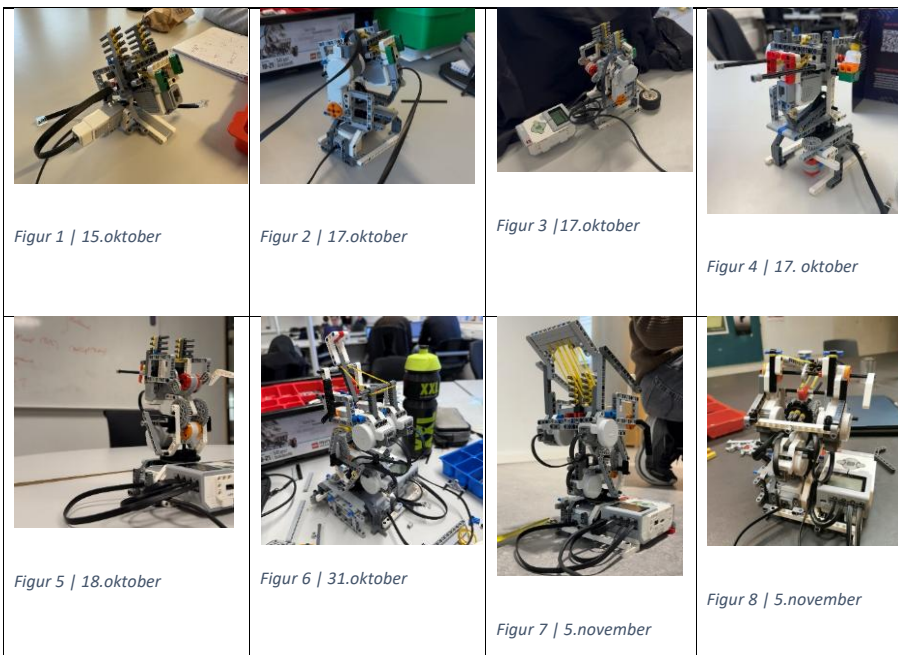 Figur 1 | 15.oktober
Figur 2 | 17.oktober
Figur 3 |17.oktober
Figur 4 | 17. oktober
XXL
Figur 5 | 18.oktober
Figur 6 | 31.oktober
Figur 7 | 5.november
Figur 8 | 5.november